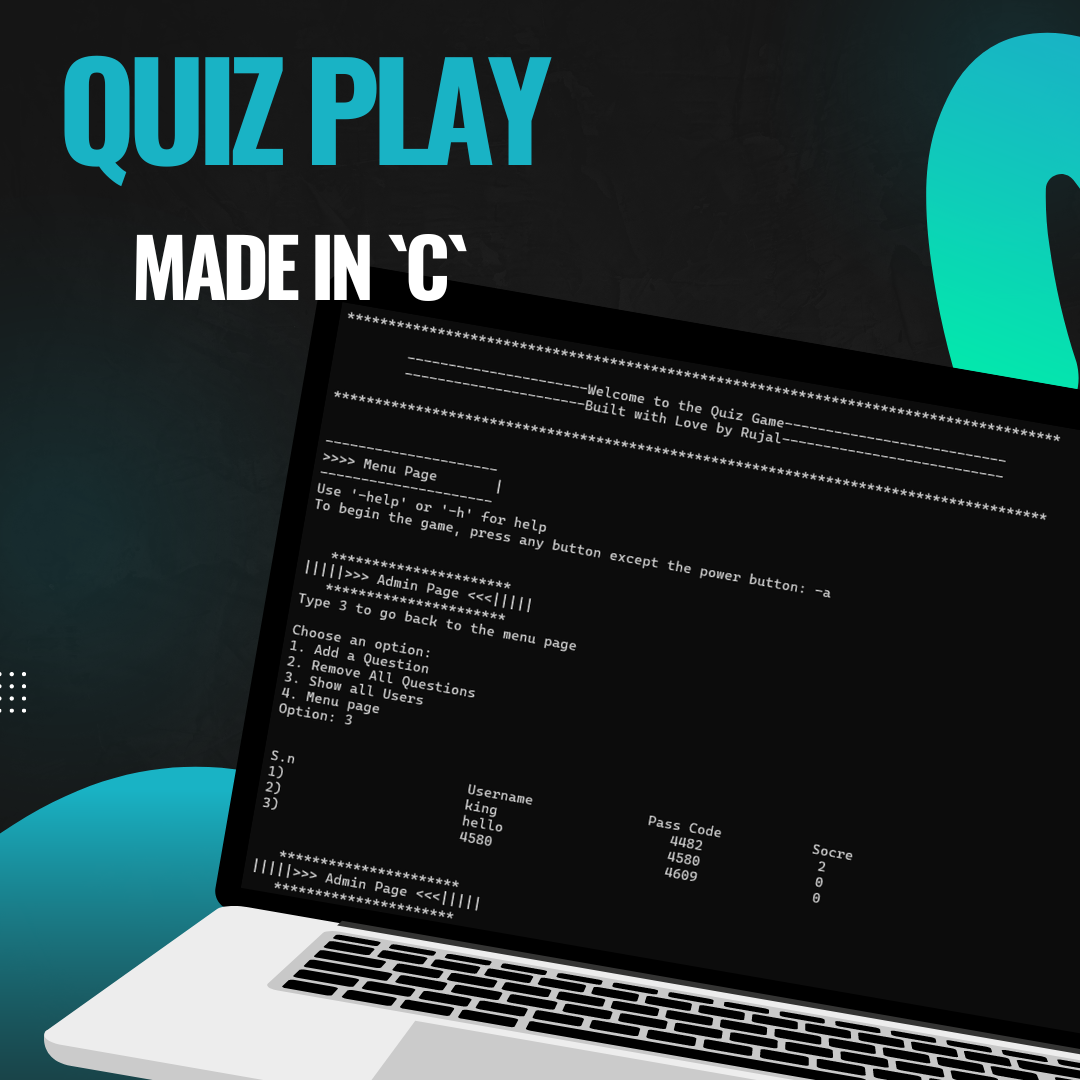 QUIZ PLAY
MADE IN `C`
******************************************************************************************
----------------------Welcome to the Quiz Game---------------------------
----------------------Built with Love by Rujal---------------------------
******************************************************************************************
---------------------
>>>> Menu Page       |
---------------------
Use '-help' or '-h' for help
To begin the game, press any button except the power button: -a
**********************
|||||>>> Admin Page <<<|||||
**********************
Type 3 to go back to the menu page
Choose an option:
1. Add a Question
2. Remove All Questions
3. Show all Users
4. Menu page
Option: 3
S.n Username Pass Code Socre
1) king 4482 2
2) hello 4580 0
3) 4580 4609 0
**********************
|||||>>> Admin Page <<<|||||
**********************